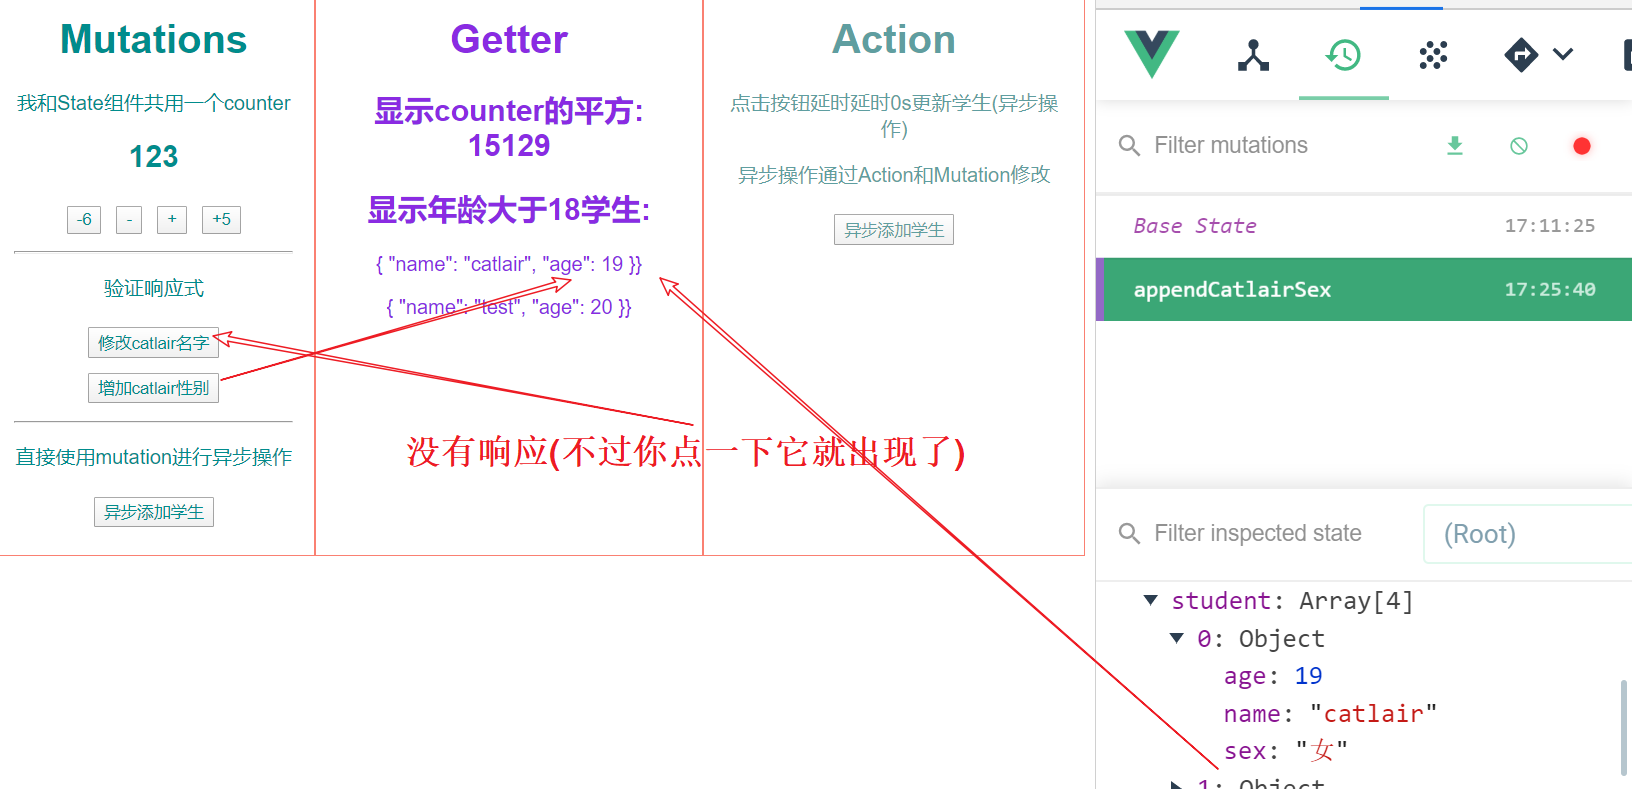 Mutations
我和State组件共用一个counter
123
-6
-
+
+5
验证响应式
修改catlair名字
增加catlair性别
直接使用mutation进行异步操作
异步添加学生
Getter
显示counter的平方:
15129
显示年龄大于18学生:
{ "name": "catlair", "age": 19 }}
{ "name": "test", "age": 20 }}
Action
点击按钮延时延时0s更新学生(异步操
作)
异步操作通过Action和Mutation修改
异步添加学生
没有响应(不过你点一下它就出现了)
Filter mutations
Base State 17:11:25
appendCatlairSex 17:25:40
Filter inspected state
(Root)
student: Array[4]
0: Object
age: 19
name: "catlair"
sex: "女"
1: Object